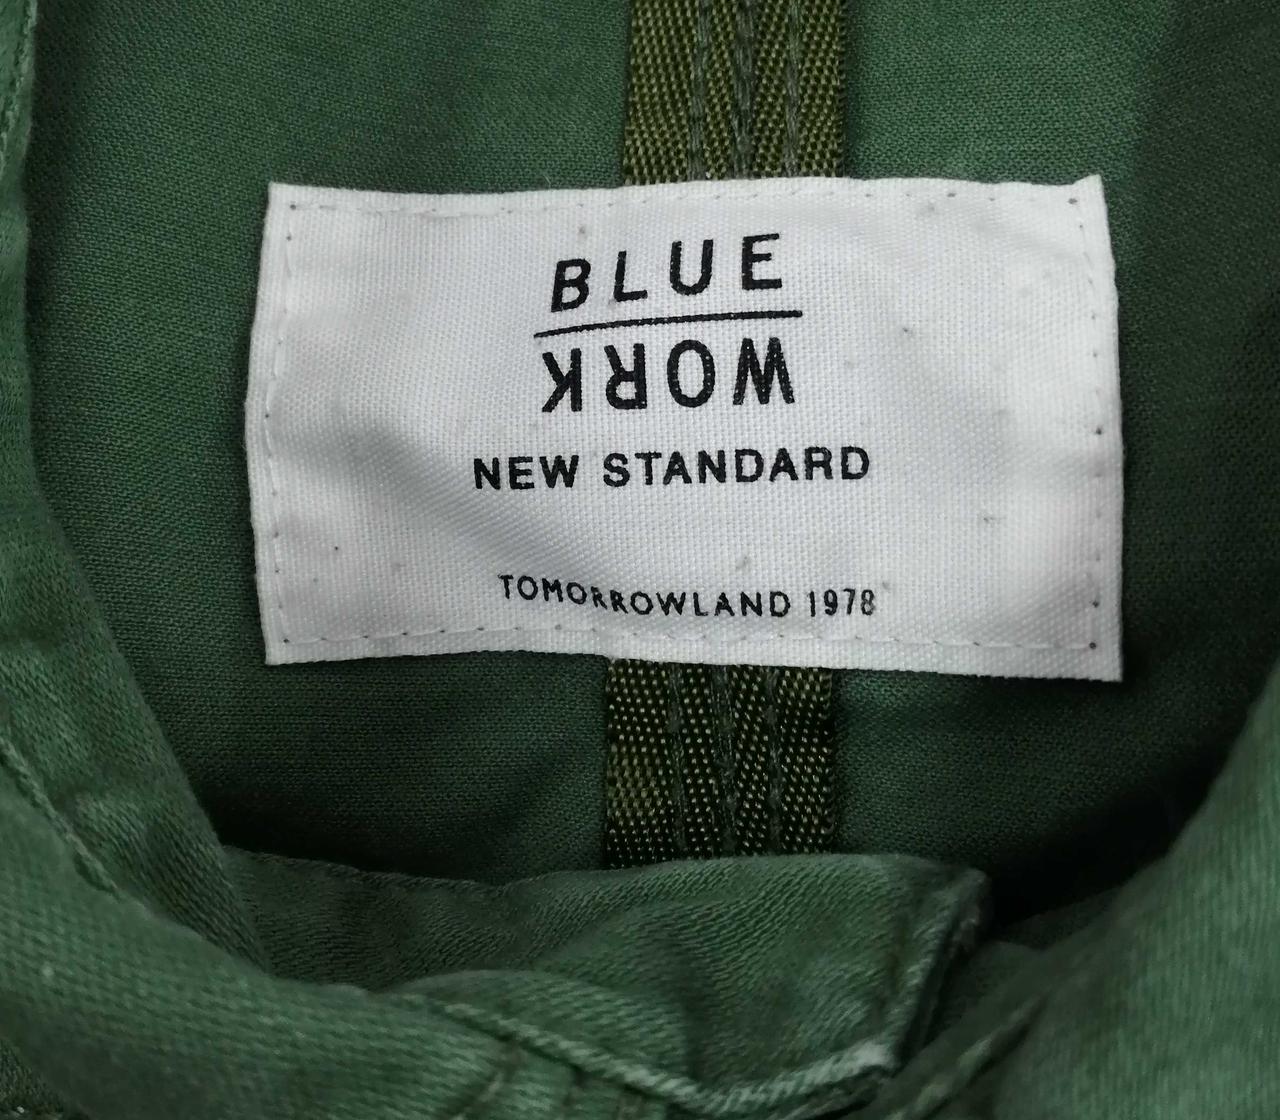 BLUE
WORK
NEW STANDARD
TOMORROWLAND 1978